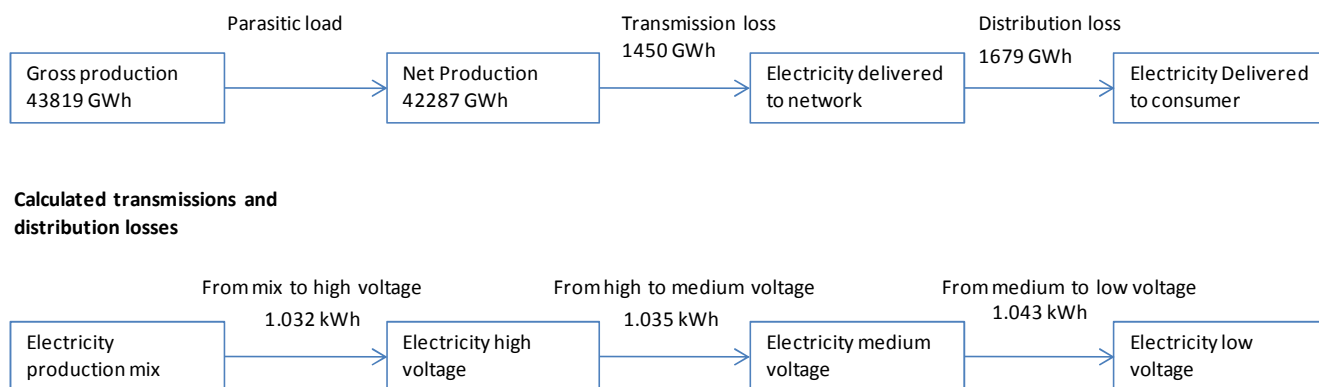 Parasitic load
Transmission loss
1450 GWh
Distribution loss
1679 GWh
Gross production
43819 GWh
Net Production
42287 GWh
Electricity delivered
to network
Electricity Delivered
to consumer
Calculated transmissions and
distribution losses
From mix to high voltage
1.032 kWh
From high to medium voltage
1.035 kWh
From medium to low voltage
1.043 kWh
Electricity
production mix
Electricity high
voltage
Electricity medium
voltage
Electricity low
voltage